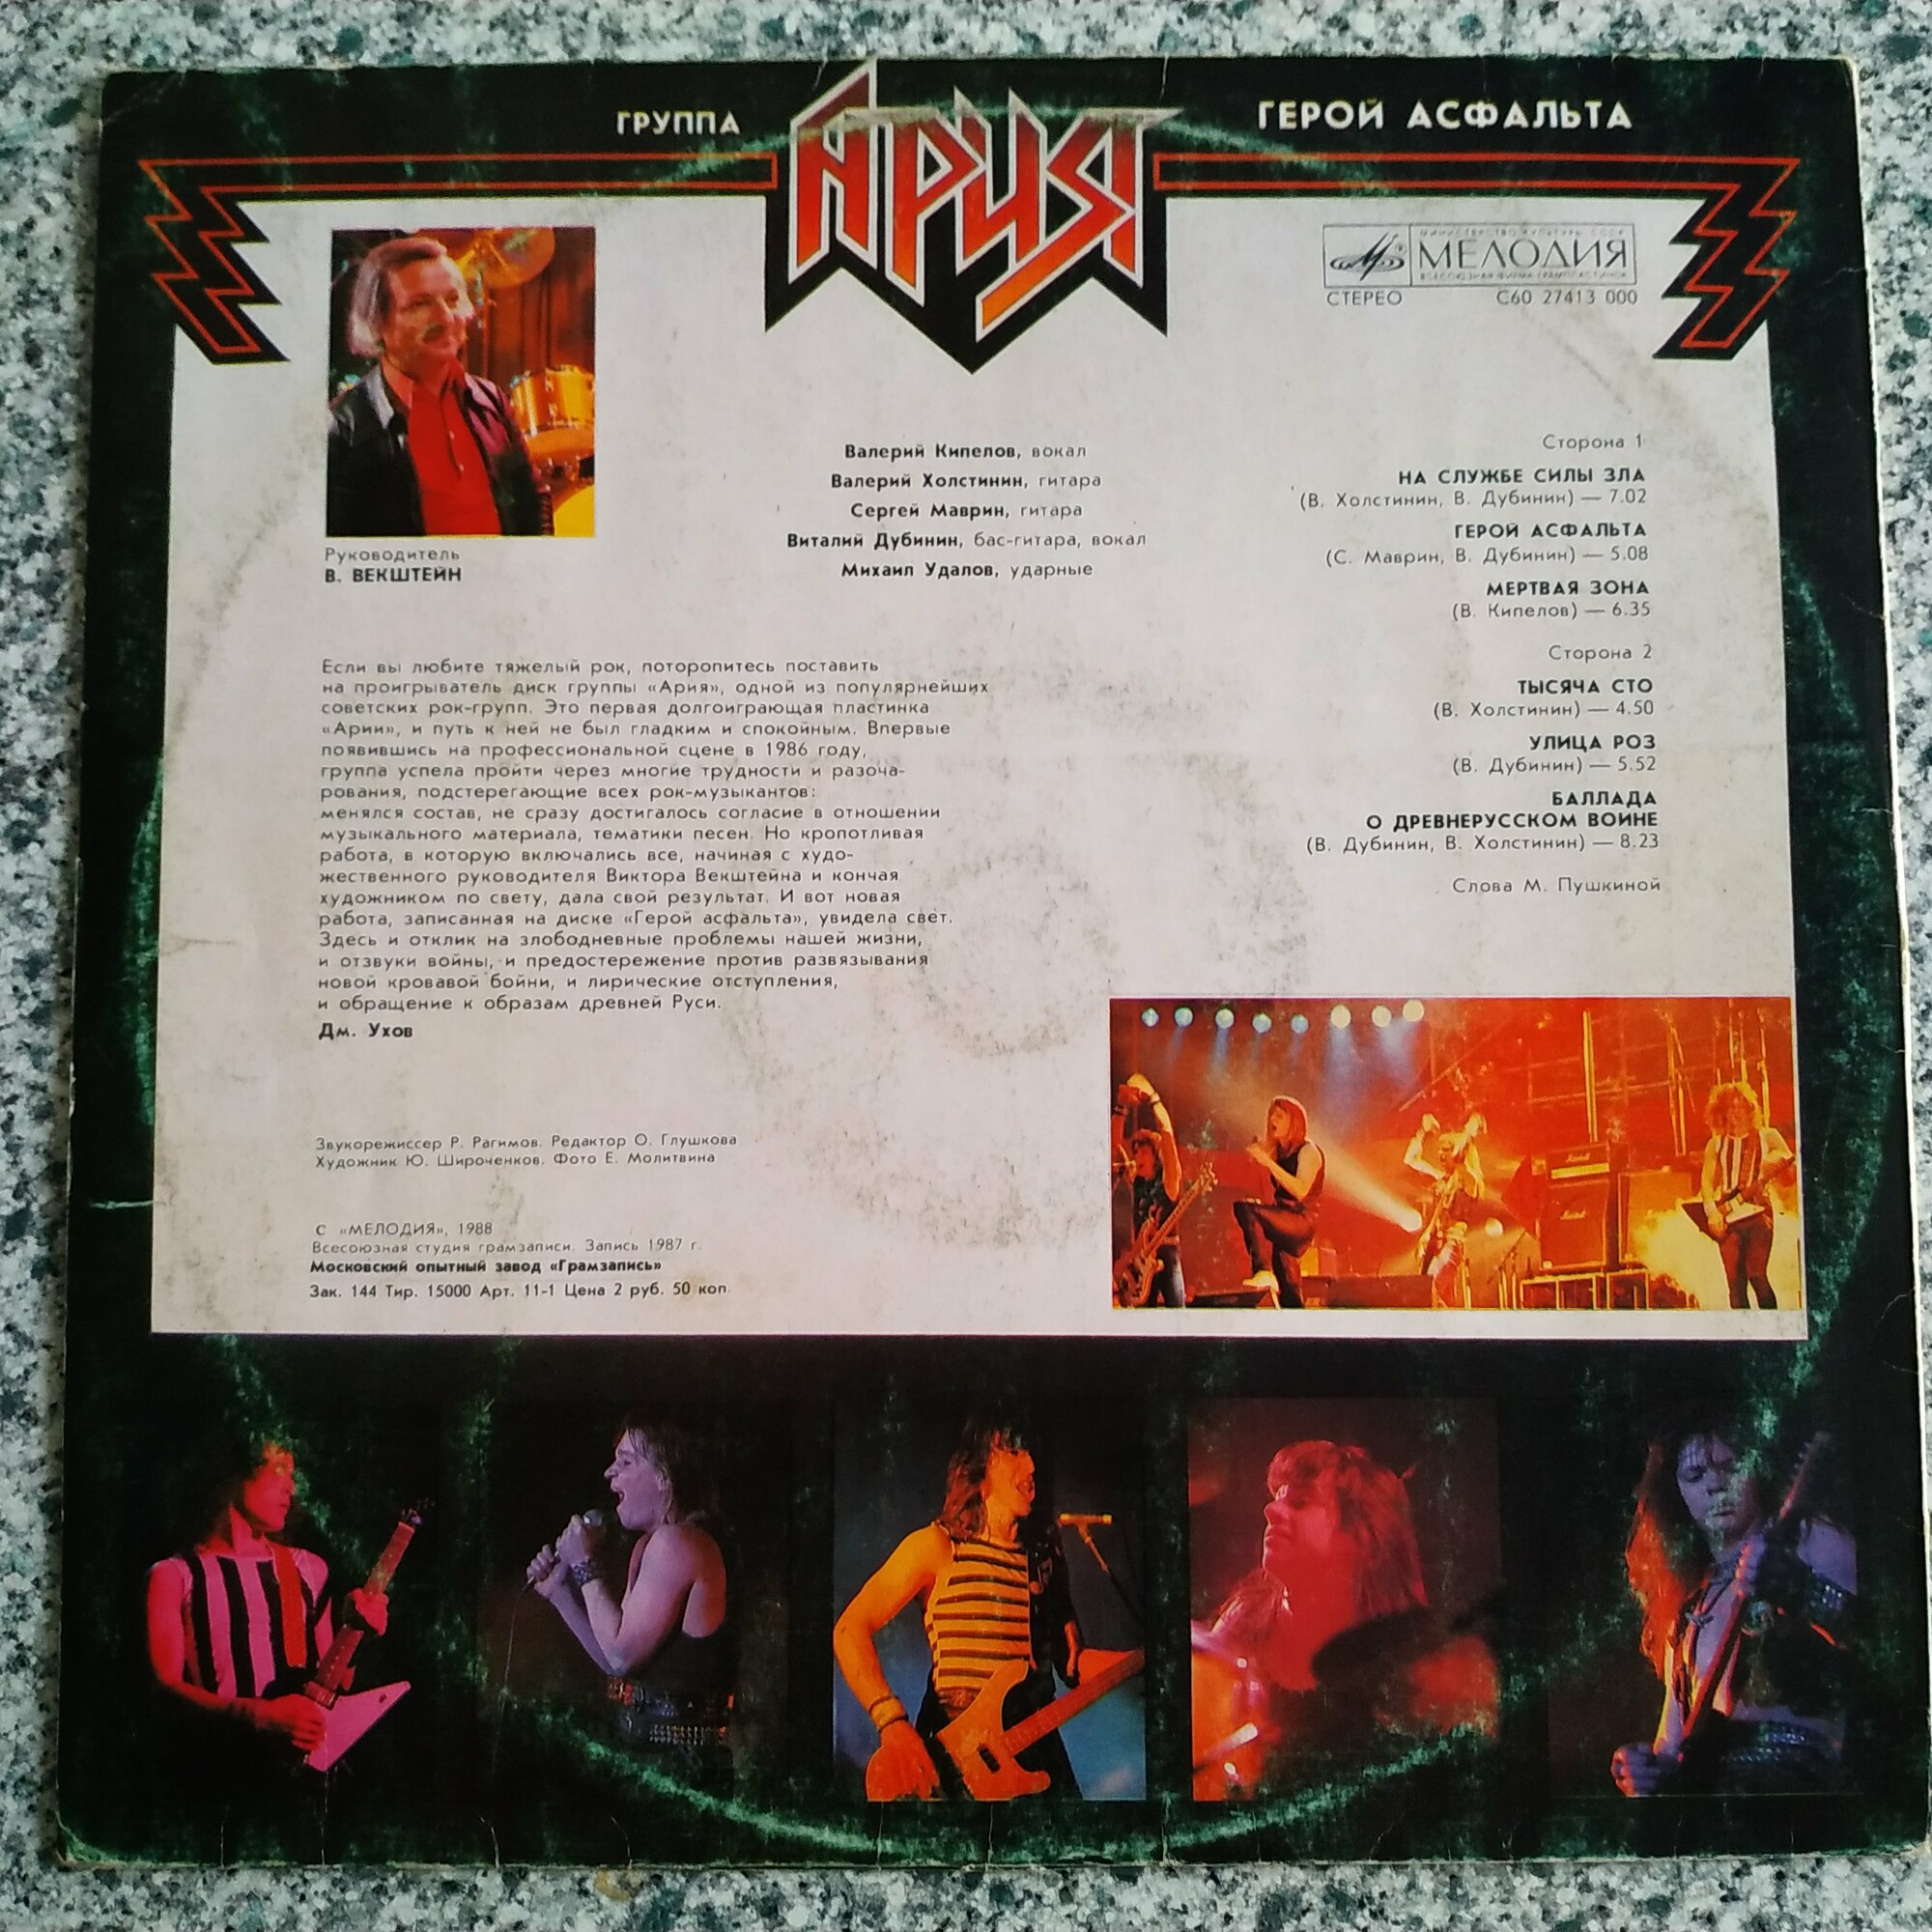 ГРУППА
АРИЯ
ГЕРОЙ АСФАЛЬТА
МИНИСТЕРСТВО КУЛЬТУРЫ СССР
МЕЛОДИЯ
ВСЕСОЮЗНАЯ ФИРМА ГРАМПЛАСТИНОК
СТЕРЕО С60 27413 000
Руководитель
В. ВЕКШТЕЙН
Валерий Кипелов, вокал
Валерий Холстинин, гитара
Сергей Маврин, гитара
Виталий Дубинин, бас-гитара, вокал
Михаил Удалов, ударные
Сторона 1
НА СЛУЖБЕ СИЛЫ ЗЛА
(В. Холстинин, В. Дубинин) — 7.02
ГЕРОЙ АСФАЛЬТА
(С. Маврин, В. Дубинин) — 5.08
МЕРТВАЯ ЗОНА
(В. Кипелов) — 6.35
Сторона 2
ТЫСЯЧА СТО
(В. Холстинин) — 4.50
УЛИЦА РОЗ
(В. Дубинин) — 5.52
БАЛЛАДА
О ДРЕВНЕРУССКОМ ВОИНЕ
(В. Дубинин, В. Холстинин) — 8.23
Слова М. Пушкиной
Если вы любите тяжелый рок, поторопитесь поставить
на проигрыватель диск группы «Ария», одной из популярнейших
советских рок-групп. Это первая долгоиграющая пластинка
«Арии», и путь к ней не был гладким и спокойным. Впервые
появившись на профессиональной сцене в 1986 году,
группа успела пройти через многие трудности и разоча-
рования, подстерегающие всех рок-музыкантов:
менялся состав, не сразу достигалось согласие в отношении
музыкального материала, тематики песен. Но кропотливая
работа, в которую включались все, начиная с худо-
жественного руководителя Виктора Векштейна и кончая
художником по свету, дала свой результат. И вот новая
работа, записанная на диске «Герой асфальта», увидела свет.
Здесь и отклик на злободневные проблемы нашей жизни,
и отзвуки войны, и предостережение против развязывания
новой кровавой бойни, и лирические отступления,
и обращение к образам древней Руси.
Дм. Ухов
Звукорежиссер Р. Рагимов. Редактор О. Глушкова
Художник Ю. Широченков. Фото Е. Молитвина
С «МЕЛОДИЯ», 1988
Всесоюзная студия грамзаписи. Запись 1987 г.
Московский опытный завод «Грамзапись»
Зак. 144 Тир. 15000 Арт. 11-1 Цена 2 руб. 50 коп.